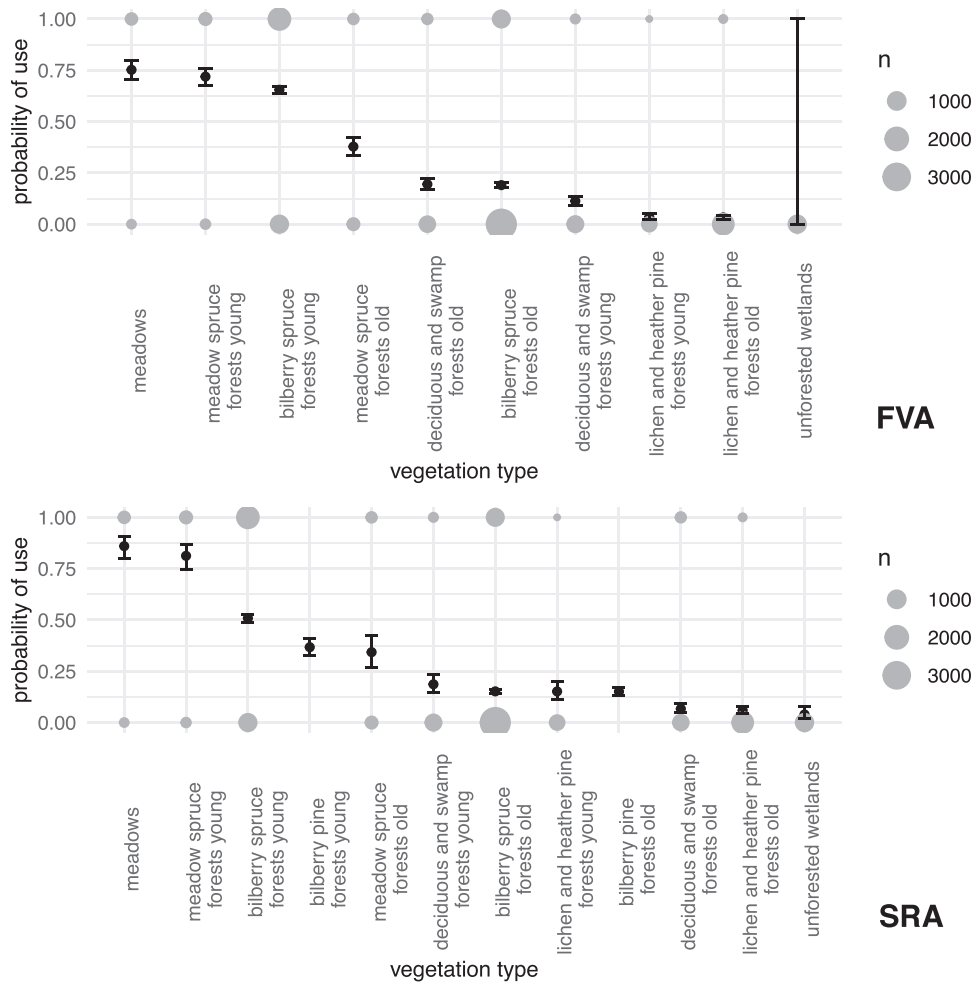 probability of use
1.00
0.75
0.50
0.25
0.00
meadows
meadow spruce
forests young
bilberry spruce
forests young
meadow spruce
forests old
deciduous and swamp
forests old
bilberry spruce
forests old
deciduous and swamp
forests young
lichen and heather pine
forests young
lichen and heather pine
forests old
unforested wetlands
vegetation type
n
1000
2000
3000
FVA
probability of use
1.00
0.75
0.50
0.25
0.00
meadows
meadow spruce
forests young
bilberry spruce
forests young
bilberry pine
forests young
meadow spruce
forests old
deciduous and swamp
forests young
bilberry spruce
forests old
lichen and heather pine
forests young
bilberry pine
forests old
deciduous and swamp
forests old
lichen and heather pine
forests old
unforested wetlands
vegetation type
n
1000
2000
3000
SRA